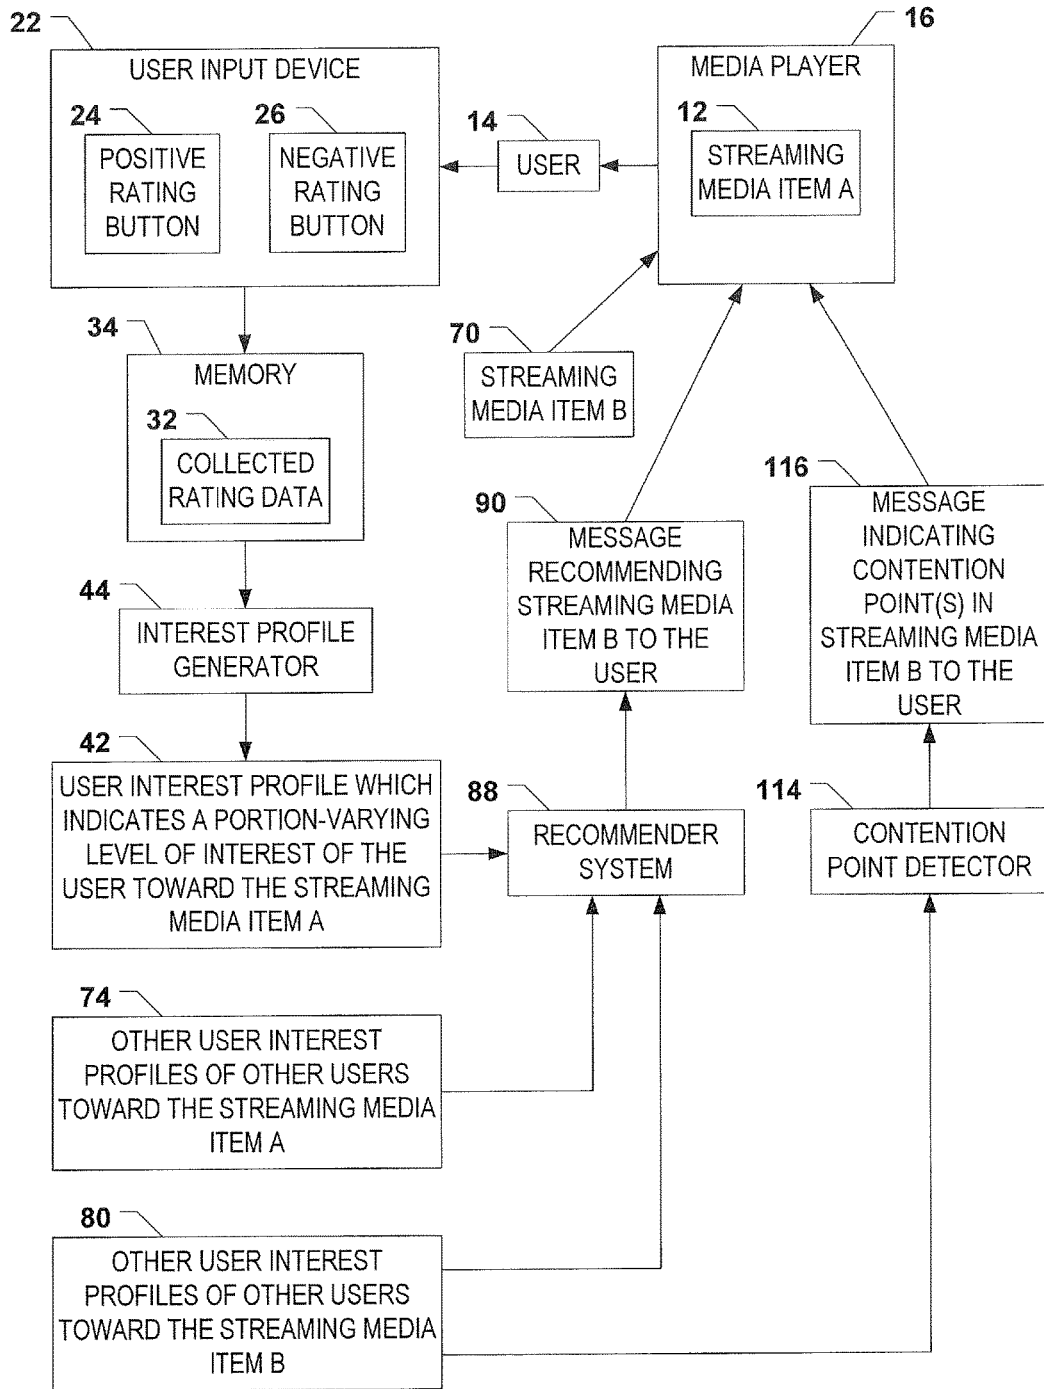 22
USER INPUT DEVICE
24
POSITIVE
RATING
BUTTON
26
NEGATIVE
RATING
BUTTON
14
USER
16
MEDIA PLAYER
12
STREAMING
MEDIA ITEM A
34
MEMORY
32
COLLECTED
RATING DATA
70
STREAMING
MEDIA ITEM B
44
INTEREST PROFILE
GENERATOR
90
MESSAGE
RECOMMENDING
STREAMING MEDIA
ITEM B TO THE
USER
116
MESSAGE
INDICATING
CONTENTION
POINT(S) IN
STREAMING MEDIA
ITEM B TO THE
USER
42
USER INTEREST PROFILE WHICH
INDICATES A PORTION-VARYING
LEVEL OF INTEREST OF THE
USER TOWARD THE STREAMING
MEDIA ITEM A
88
RECOMMENDER
SYSTEM
114
CONTENTION
POINT DETECTOR
74
OTHER USER INTEREST
PROFILES OF OTHER USERS
TOWARD THE STREAMING MEDIA
ITEM A
80
OTHER USER INTEREST
PROFILES OF OTHER USERS
TOWARD THE STREAMING MEDIA
ITEM B